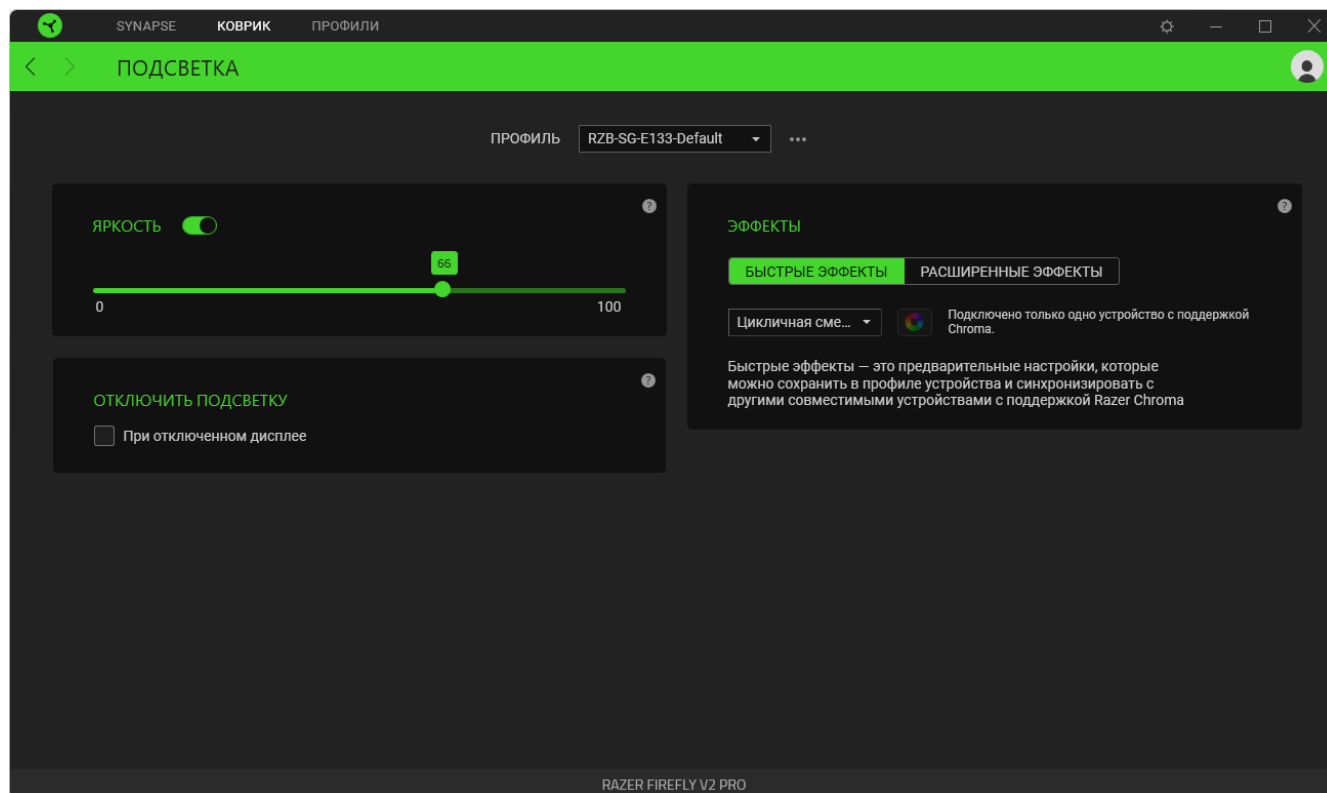 SYNAPSE КОВРИК ПРОФИЛИ
ПОДСВЕТКА
ПРОФИЛЬ RZB-SG-E133-Default
ЯРКОСТЬ
66
0 100
ОТКЛЮЧИТЬ ПОДСВЕТКУ
При отключенном дисплее
ЭФФЕКТЫ
БЫСТРЫЕ ЭФФЕКТЫ РАСШИРЕННЫЕ ЭФФЕКТЫ
Цикличная сме...
Подключено только одно устройство с поддержкой
Chroma.
Быстрые эффекты — это предварительные настройки, которые
можно сохранить в профиле устройства и синхронизировать с
другими совместимыми устройствами с поддержкой Razer Chroma
RAZER FIREFLY V2 PRO